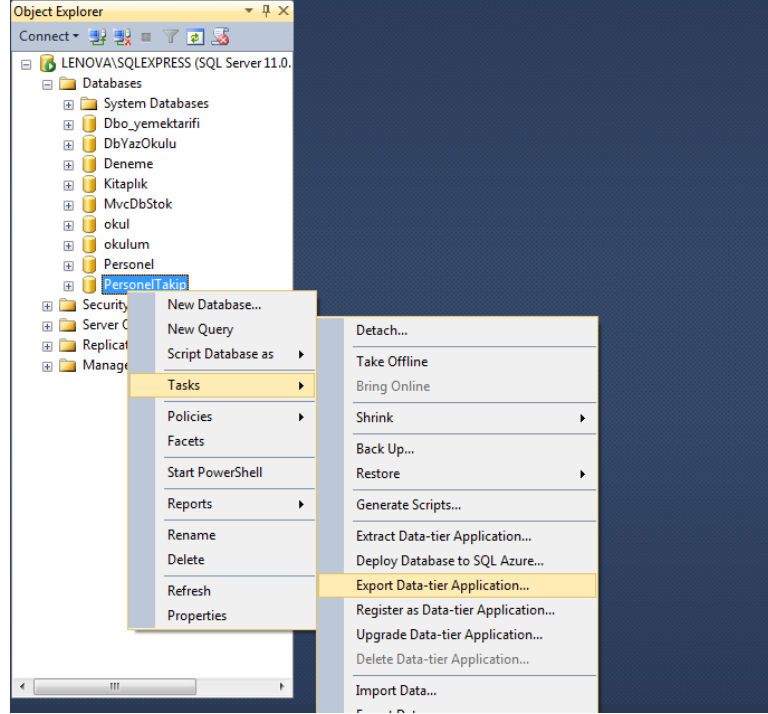 Object Explorer
Connect
LENOVA\SQLEXPRESS (SQL Server 11.0.
Databases
System Databases
Dbo_yemektarifi
DbYazOkulu
Deneme
Kitaplık
MvcDbStok
okul
okulum
Personel
PersonelTakip
Security
Server O
Replicat
Manage
New Database...
New Query
Script Database as
Tasks
Policies
Facets
Start PowerShell
Reports
Rename
Delete
Refresh
Properties
Detach...
Take Offline
Bring Online
Shrink
Back Up...
Restore
Generate Scripts...
Extract Data-tier Application...
Deploy Database to SQL Azure...
Export Data-tier Application...
Register as Data-tier Application...
Upgrade Data-tier Application...
Delete Data-tier Application...
Import Data...